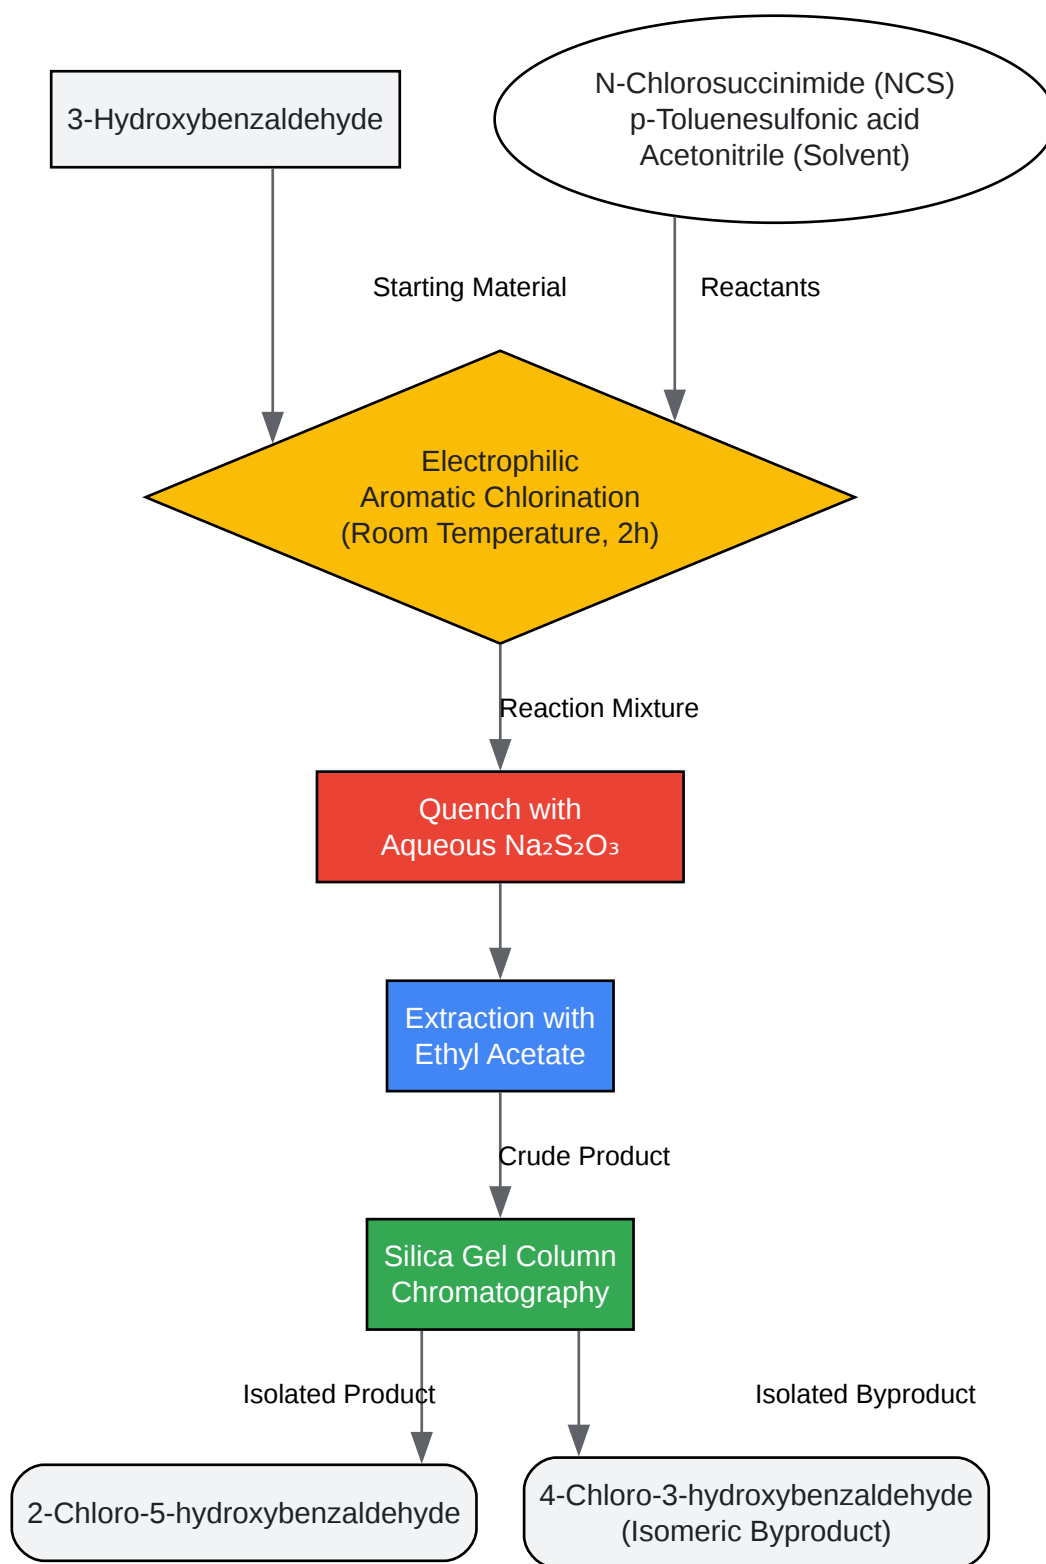 3-Hydroxybenzaldehyde
N-Chlorosuccinimide (NCS)
p-Toluenesulfonic acid
Acetonitrile (Solvent)
Starting Material
Reactants
Electrophilic
Aromatic Chlorination
(Room Temperature, 2h)
Reaction Mixture
Quench with
Aqueous Na₂S₂O₃
Extraction with
Ethyl Acetate
Crude Product
Silica Gel Column
Chromatography
Isolated Product
Isolated Byproduct
2-Chloro-5-hydroxybenzaldehyde
4-Chloro-3-hydroxybenzaldehyde
(Isomeric Byproduct)